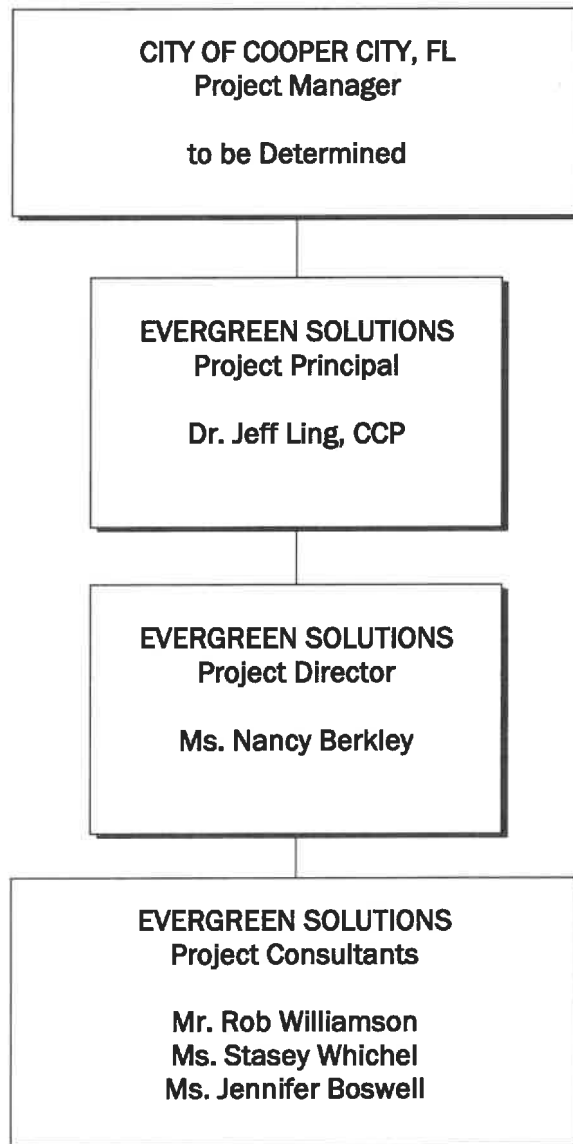 CITY OF COOPER CITY, FL
Project Manager
to be Determined
EVERGREEN SOLUTIONS
Project Principal
Dr. Jeff Ling, CCP
EVERGREEN SOLUTIONS
Project Director
Ms. Nancy Berkley
EVERGREEN SOLUTIONS
Project Consultants
Mr. Rob Williamson
Ms. Stasey Whichel
Ms. Jennifer Boswell